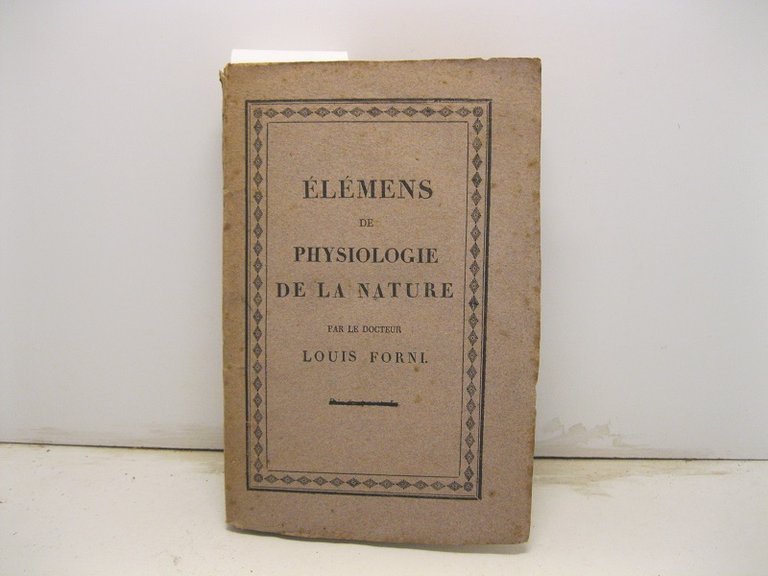 ÉLÉMENS
DE
PHYSIOLOGIE
DE LA NATURE
PAR LE DOCTEUR
LOUIS FORNI.